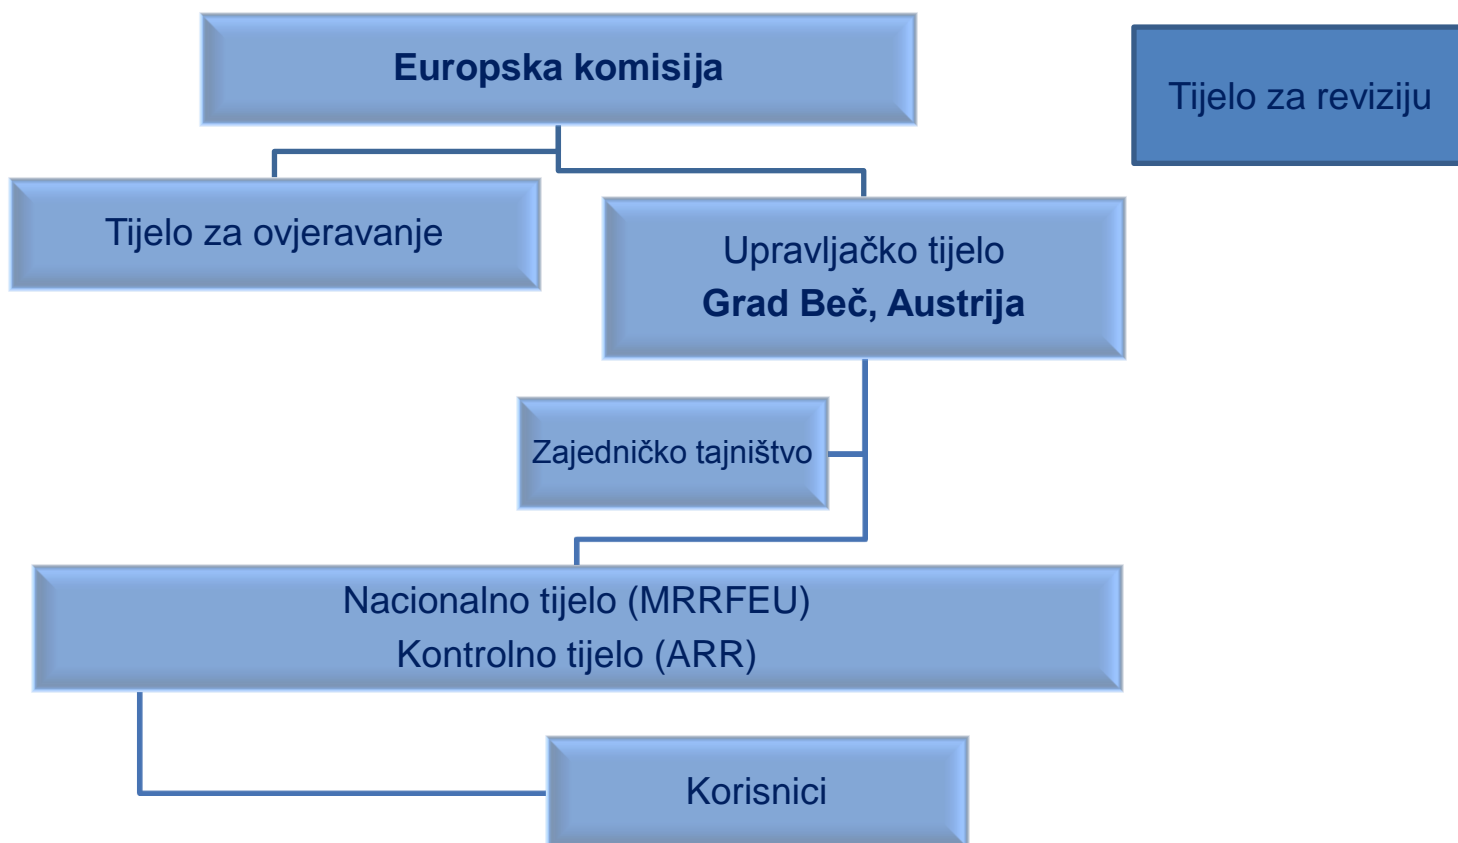 Europska komisija
Tijelo za reviziju
Tijelo za ovjeravanje
Upravljačko tijelo
Grad Beč, Austrija
Zajedničko tajništvo
Nacionalno tijelo (MRRFEU)
Kontrolno tijelo (ARR)
Korisnici